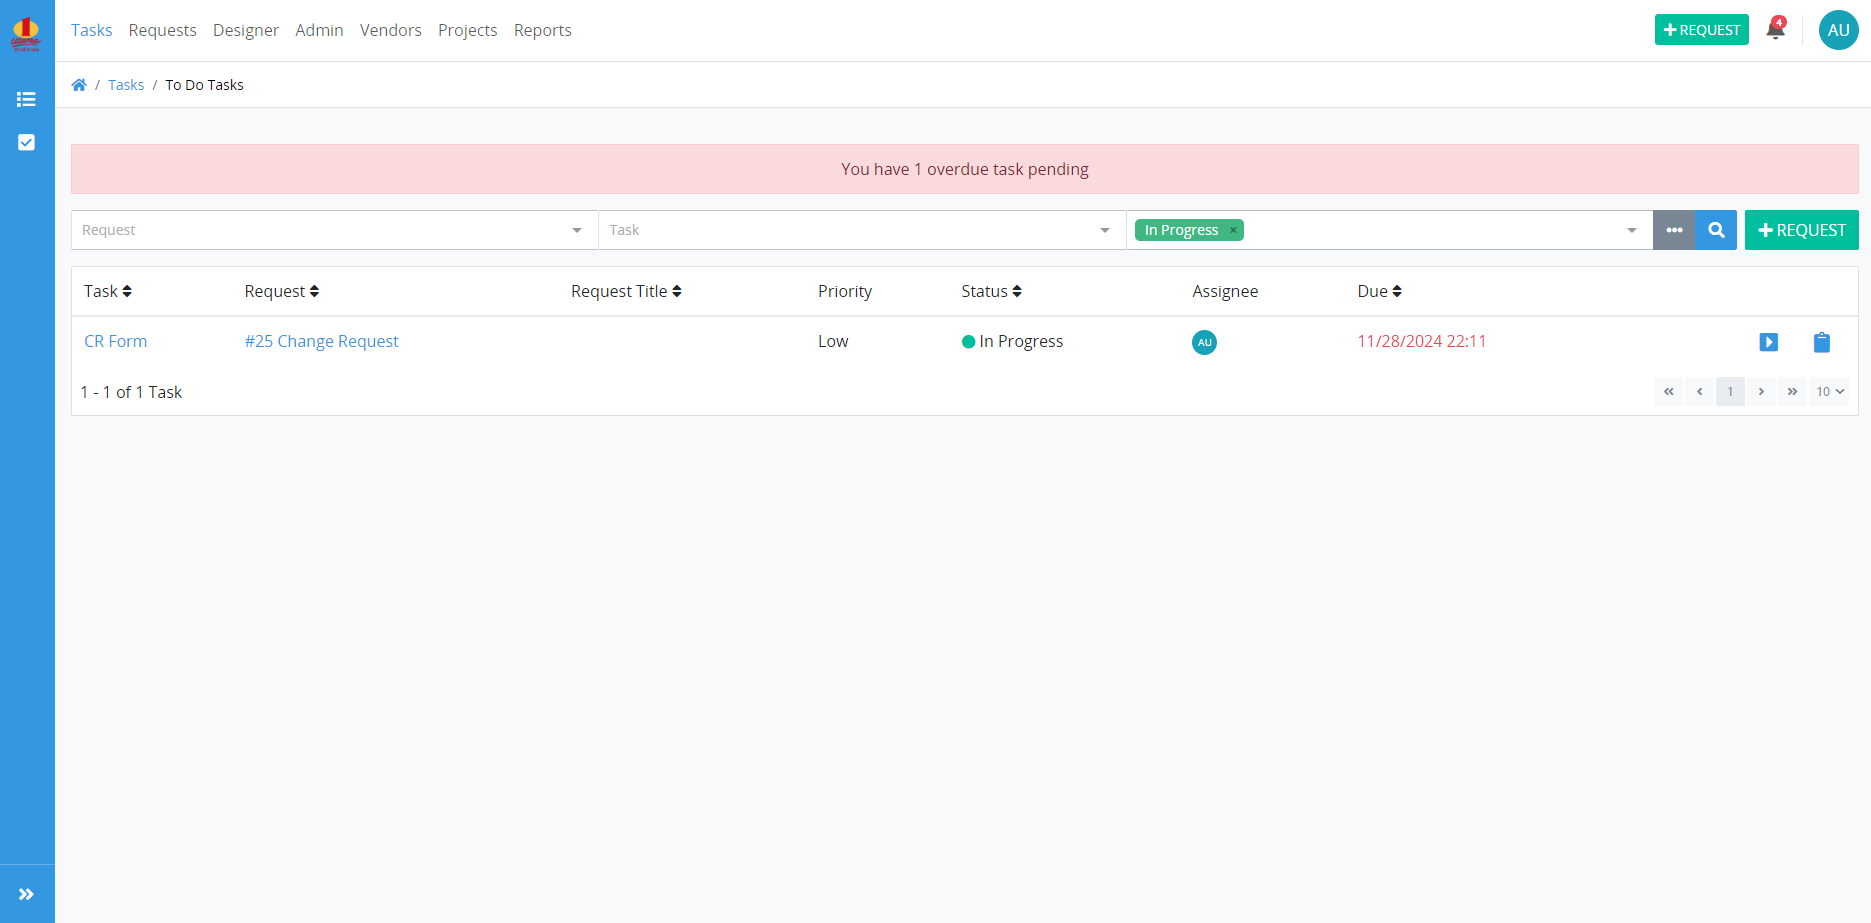 Tasks Requests Designer Admin Vendors Projects Reports REQUEST 4 AU
/ Tasks / To Do Tasks
You have 1 overdue task pending
Request Task In Progress × ••• REQUEST
Task Request Request Title Priority Status Assignee Due
CR Form #25 Change Request Low In Progress AU 11/28/2024 22:11
1 - 1 of 1 Task « ‹ 1 › » 10